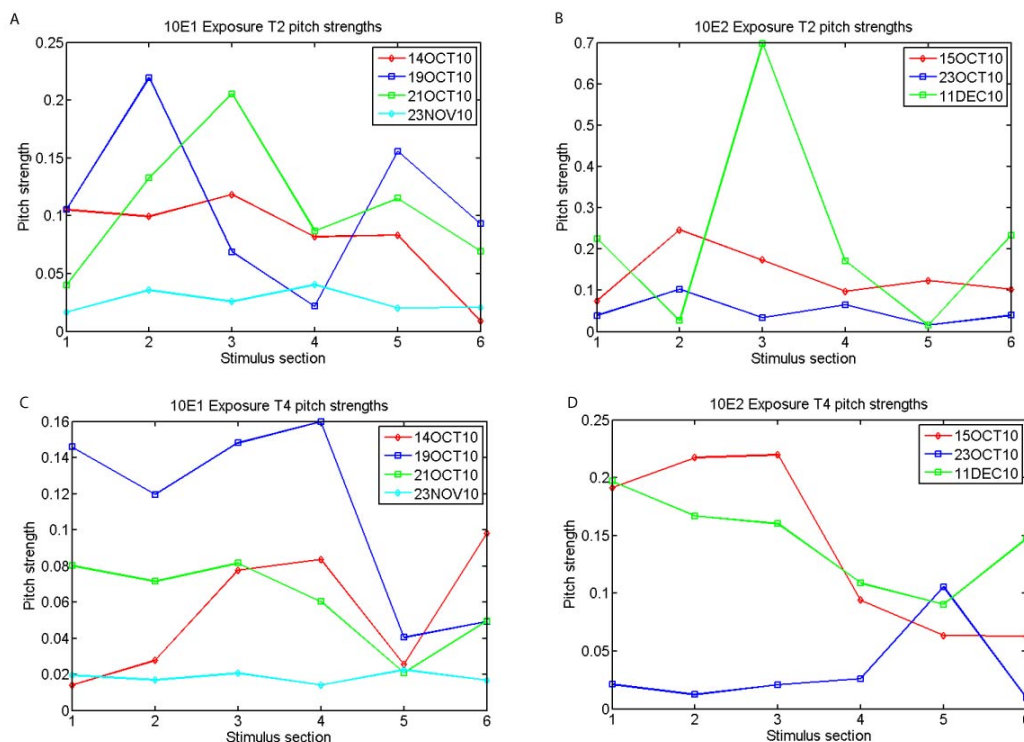 A
10E1 Exposure T2 pitch strengths
0.25
0.2
0.15
0.1
0.05
0
Pitch strength
14OCT10
19OCT10
21OCT10
23NOV10
1 2 3 4 5 6
Stimulus section
B
10E2 Exposure T2 pitch strengths
0.7
0.6
0.5
0.4
0.3
0.2
0.1
0
Pitch strength
15OCT10
23OCT10
11DEC10
1 2 3 4 5 6
Stimulus section
C
10E1 Exposure T4 pitch strengths
0.16
0.14
0.12
0.1
0.08
0.06
0.04
0.02
0
Pitch strength
14OCT10
19OCT10
21OCT10
23NOV10
1 2 3 4 5 6
Stimulus section
D
10E2 Exposure T4 pitch strengths
0.25
0.2
0.15
0.1
0.05
0
Pitch strength
15OCT10
23OCT10
11DEC10
1 2 3 4 5 6
Stimulus section